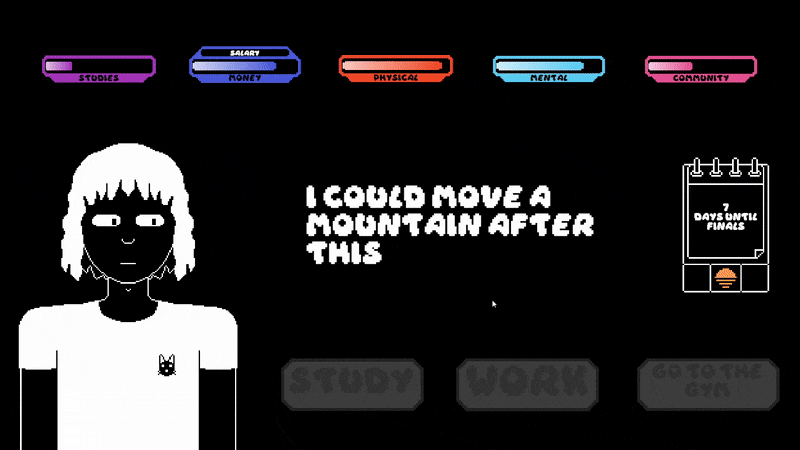 SALARY
STUDIES
MONEY
PHYSICAL
MENTAL
COMMUNITY
I COULD MOVE A
MOUNTAIN AFTER
THIS
7
DAYS UNTIL
FINALS
STUDY
WORK
GO TO THE
GYM